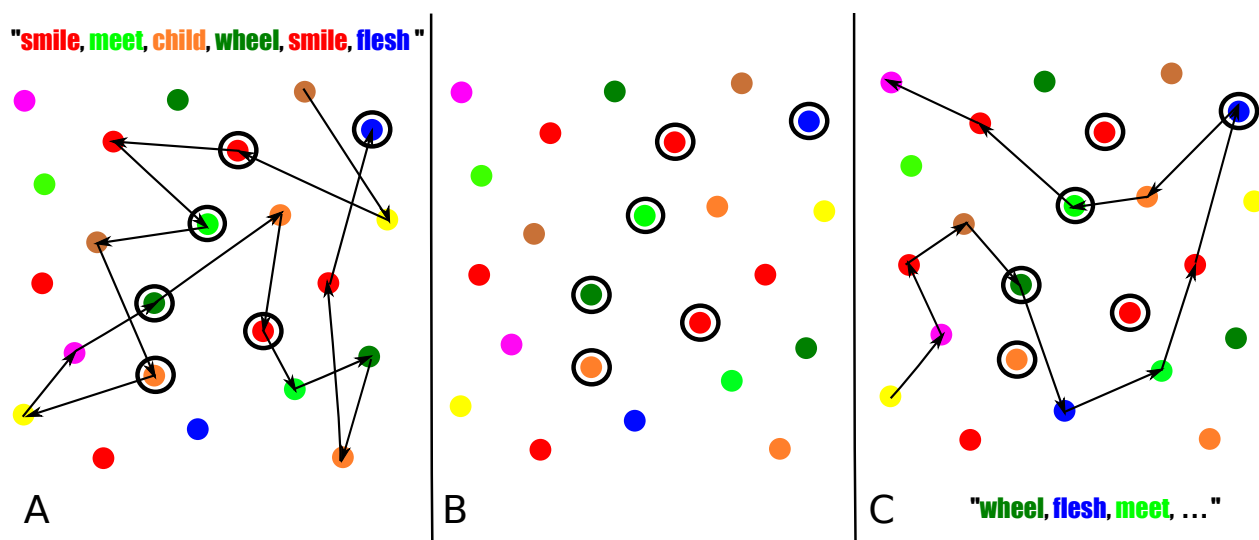 "smile, meet, child, wheel, smile, flesh "
A
B
C
"wheel, flesh, meet, ... "